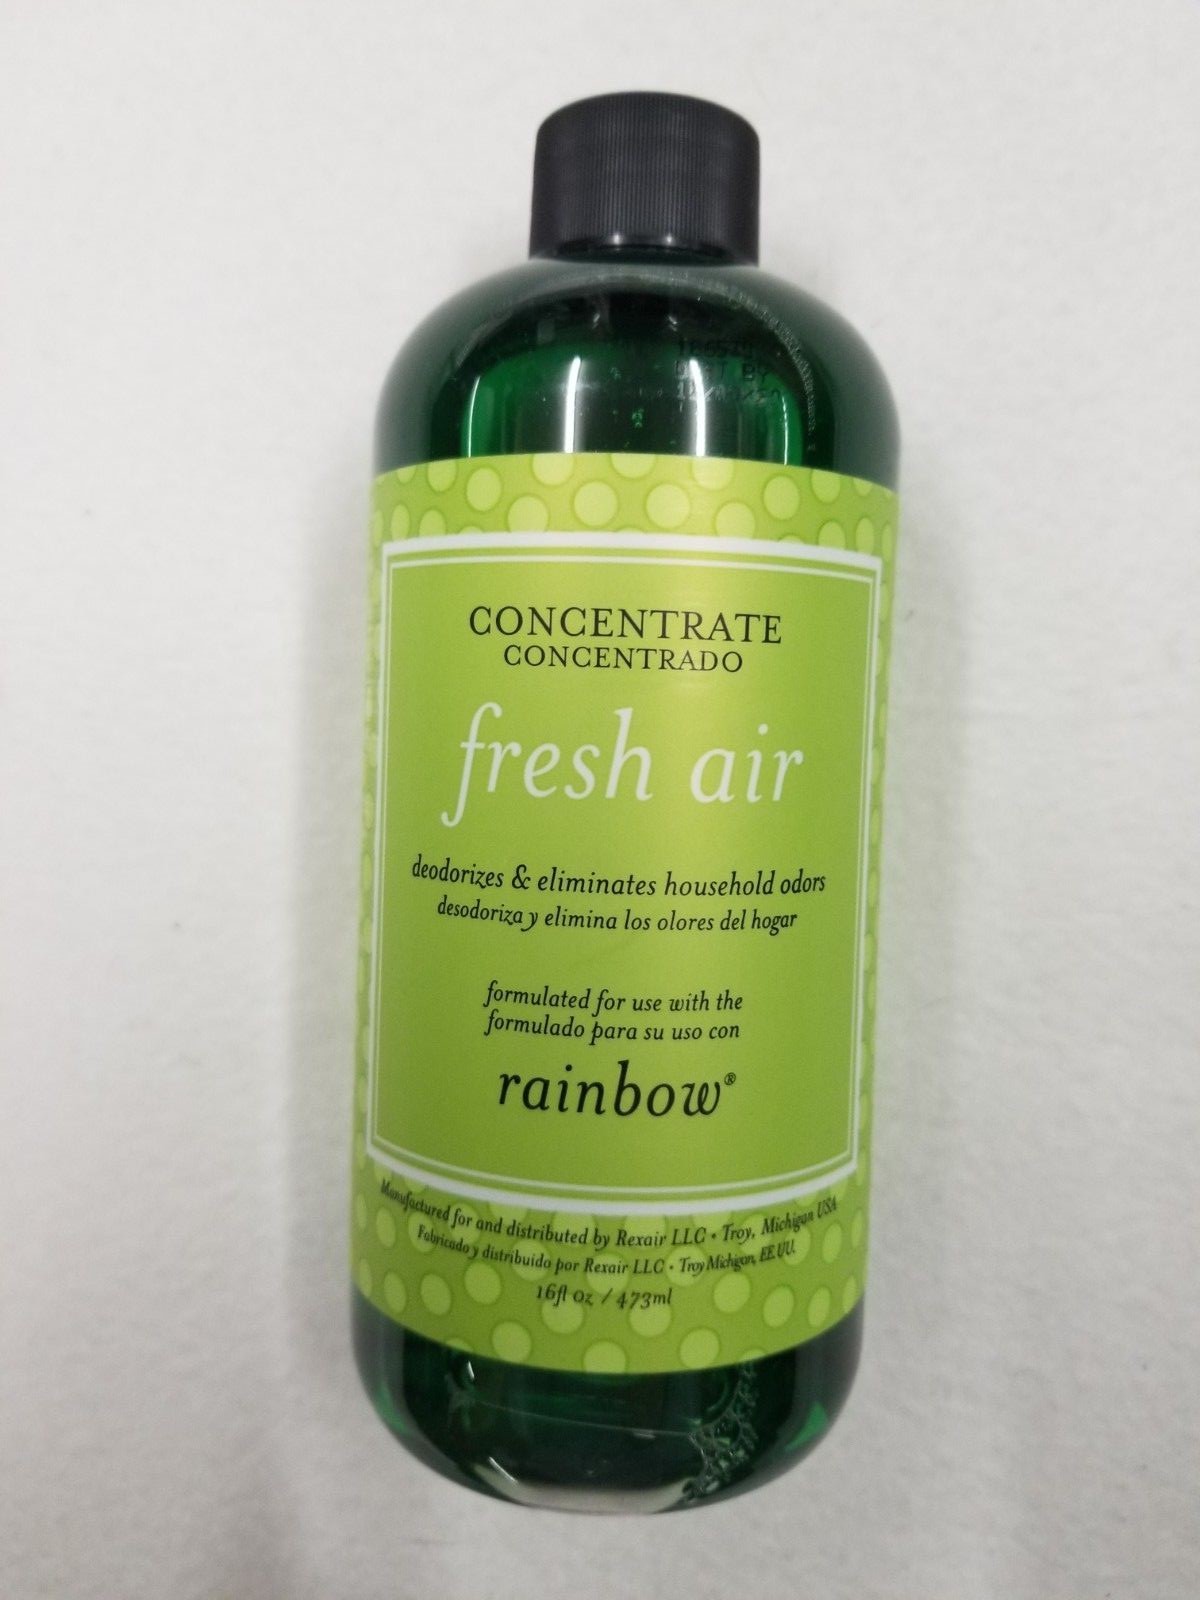 BY
CONCENTRATE
CONCENTRADO
fresh air
deodorizes & eliminates household odors
desodoriza y elimina los olores del hogar
formulated for use with the
formulado para su uso con
rainbow®
Manufactured for and distributed by Rexair LLC • Troy, Michigan USA
Fabricado y distribuido por Rexair LLC • Troy Michigan, EE.UU.
16fl oz / 473ml